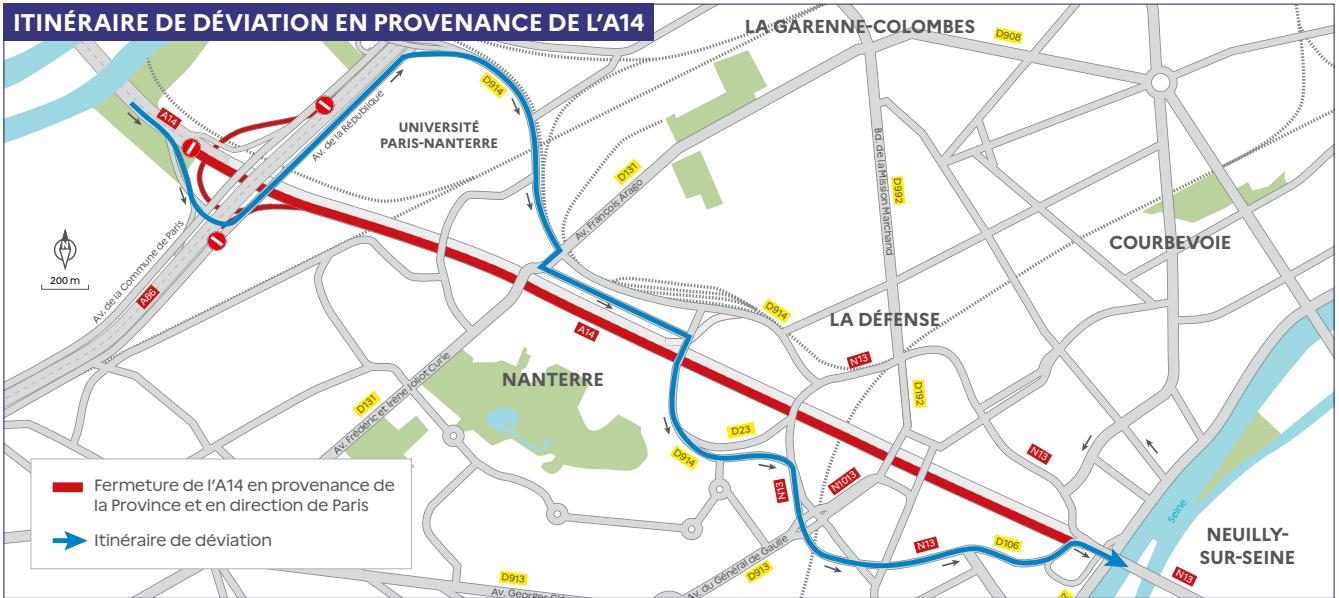 ITINÉRAIRE DE DÉVIATION EN PROVENANCE DE L'A14
LA GARENNE-COLOMBES
D908
D914
A14
Av. de la République
UNIVERSITÉ
PARIS-NANTERRE
Bd. de la Mission Marchand
D131
D992
Av. François Arago
COURBEVOIE
200 m
Av. de la Commune de Paris
A86
D914
A14
LA DÉFENSE
N13
NANTERRE
Av. Frédéric et Irène Joliot Curie
D131
D192
D23
D914
N13
N13
N1013
Seine
Fermeture de l'A14 en provenance de
la Province et en direction de Paris
Itinéraire de déviation
NEUILLY-
SUR-SEINE
N13
D106
Av. du Général de Gaulle
D913
D913
N13
Av. Georges